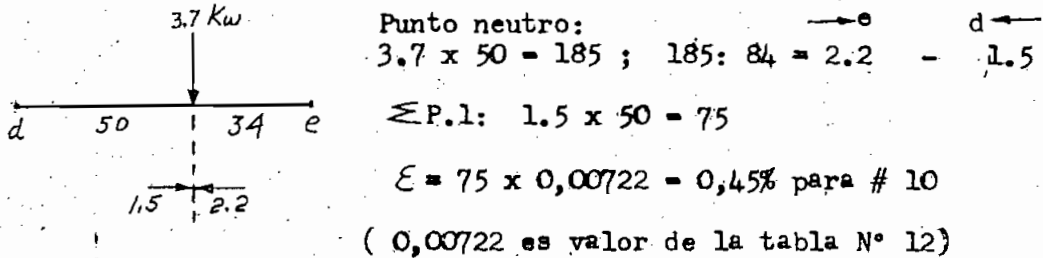 3.7 Kw
d 50 34 e
1.5 2.2
Punto neutro: →e d←
3.7 x 50 = 185 ; 185: 84 = 2.2 - 1.5
ΣP.l: 1.5 x 50 = 75
ε = 75 x 0,00722 = 0,45% para # 10
( 0,00722 es valor de la tabla N° 12)